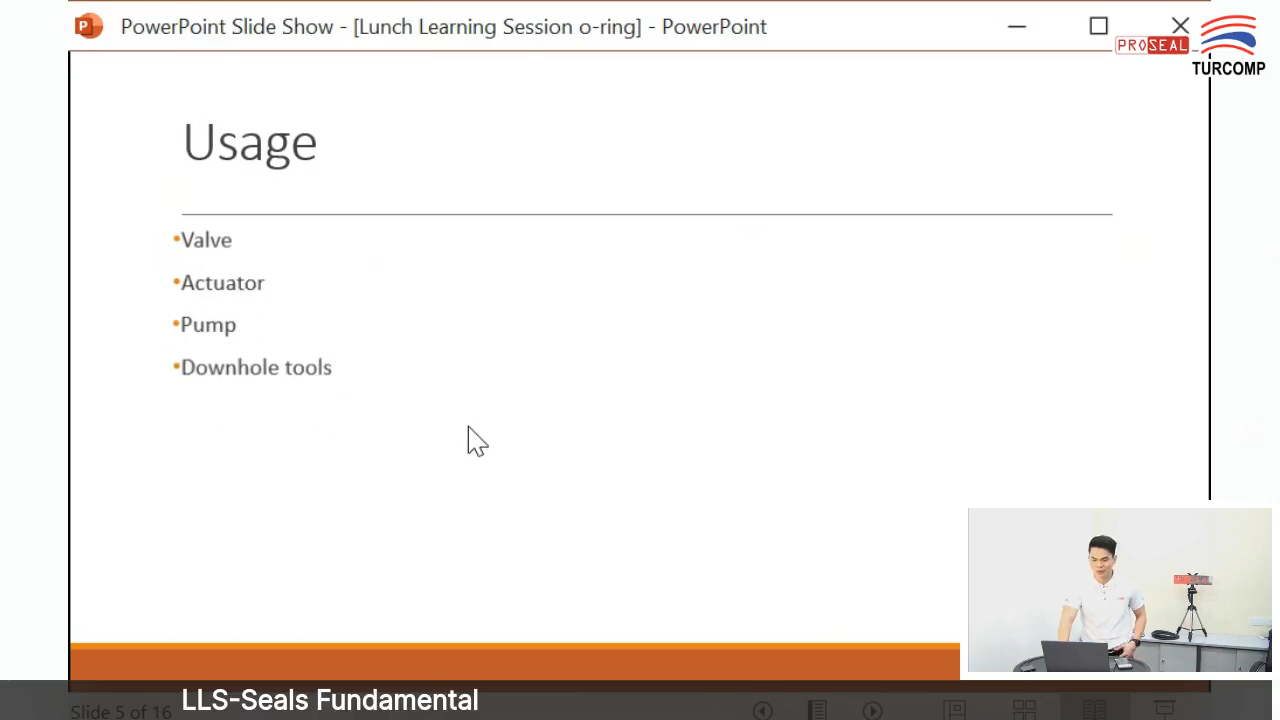 PowerPoint Slide Show - [Lunch Learning Session o-ring] - PowerPoint
PROSEAL
TURCOMP
Usage
•Valve
•Actuator
•Pump
•Downhole tools
LLS-Seals Fundamental
Slide 5 of 16